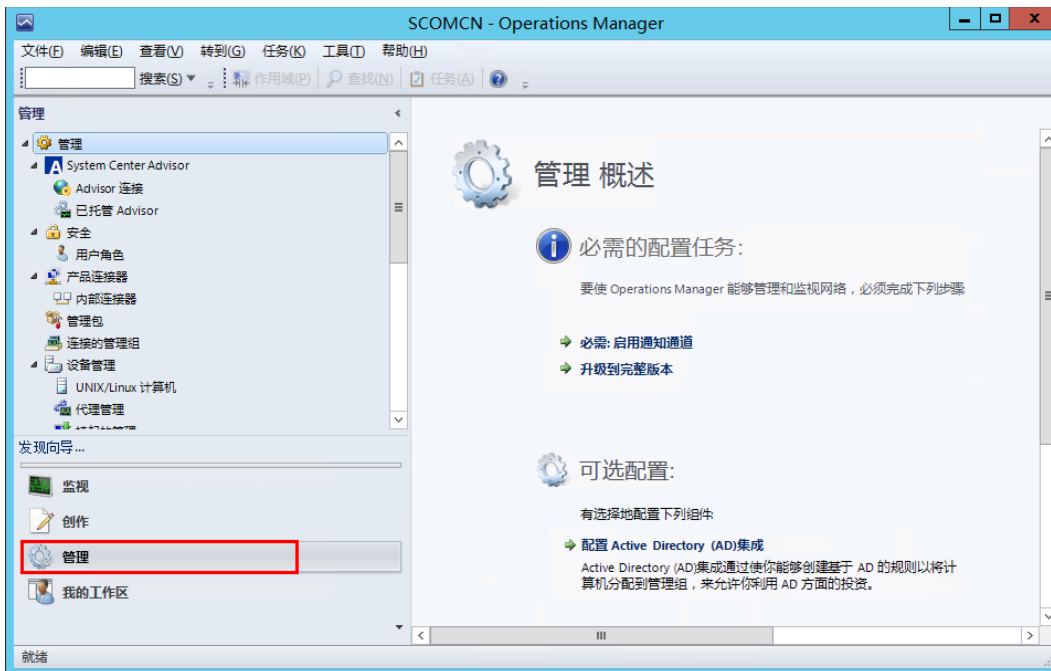 SCOMCN - Operations Manager
文件(F) 编辑(E) 查看(V) 转到(G) 任务(K) 工具(T) 帮助(H)
搜索(S) 作用域(P) 查找(N) 任务(A)
管理
管理
System Center Advisor
Advisor 连接
已托管 Advisor
安全
用户角色
产品连接器
内部连接器
管理包
连接的管理组
设备管理
UNIX/Linux 计算机
代理管理
发现向导...
监视
创作
管理
我的工作区
管理 概述
必需的配置任务:
要使 Operations Manager 能够管理和监视网络，必须完成下列步骤
必需: 启用通知通道
升级到完整版本
可选配置:
有选择地配置下列组件
配置 Active Directory (AD)集成
Active Directory (AD)集成通过使你能够创建基于 AD 的规则以将计
算机分配到管理组，来允许你利用 AD 方面的投资。
就绪